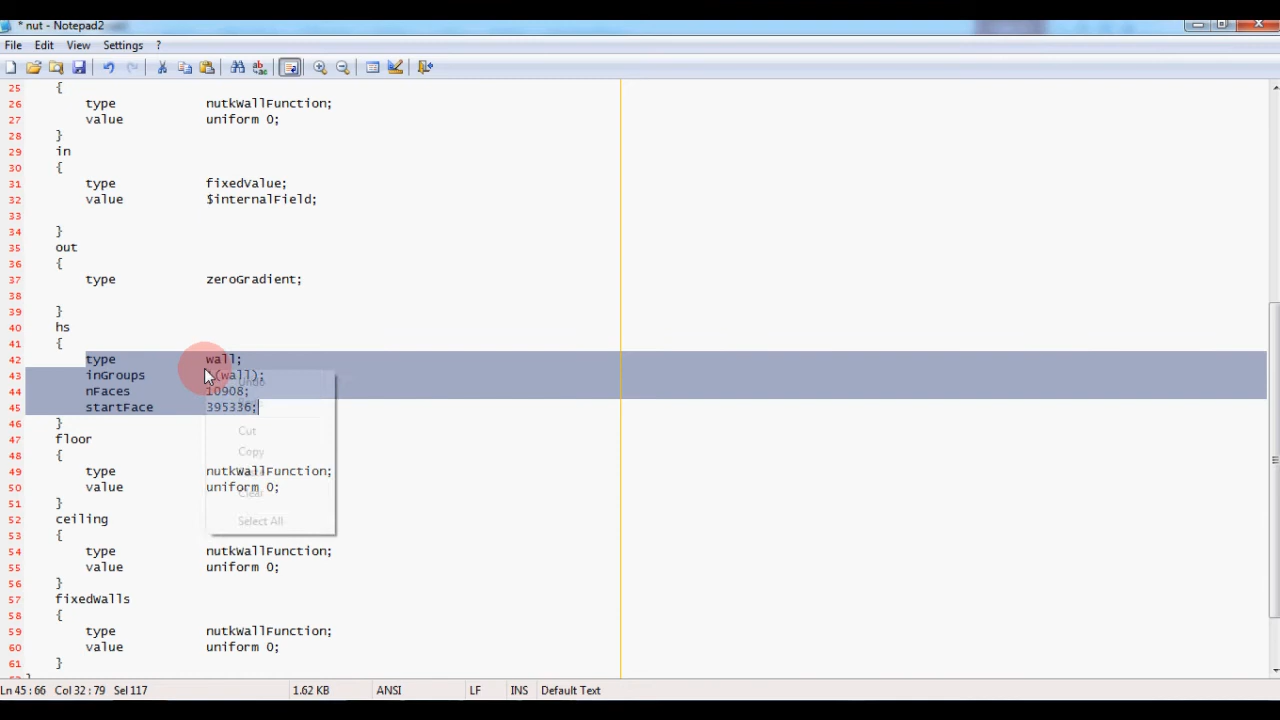 * nut - Notepad2
File Edit View Settings ?
25 {
26 type nutkWallFunction;
27 value uniform 0;
28 }
29 in
30 {
31 type fixedValue;
32 value $internalField;
33
34 }
35 out
36 {
37 type zeroGradient;
38
39 }
40 hs
41 {
42 type wall;
43 inGroups (wall);
44 nFaces 10908;
45 startFace 395336;
46 }
47 floor
48 {
49 type nutkWallFunction;
50 value uniform 0;
51 }
52 ceiling
53 {
54 type nutkWallFunction;
55 value uniform 0;
56 }
57 fixedWalls
58 {
59 type nutkWallFunction;
60 value uniform 0;
61 }
Undo
Cut
Copy
Clear
Select All
Ln 45 : 66 Col 32 : 79 Sel 117 1.62 KB ANSI LF INS Default Text